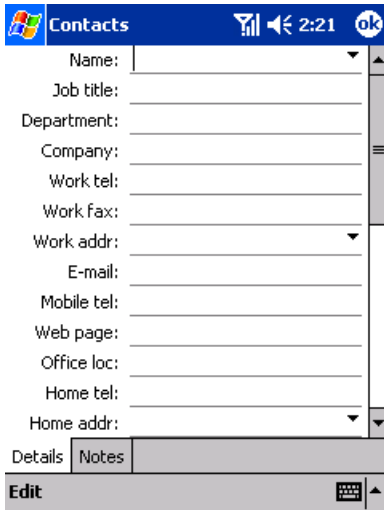 Contacts 2:21 ok
Name:
Job title:
Department:
Company:
Work tel:
Work fax:
Work addr:
E-mail:
Mobile tel:
Web page:
Office loc:
Home tel:
Home addr:
Details Notes
Edit